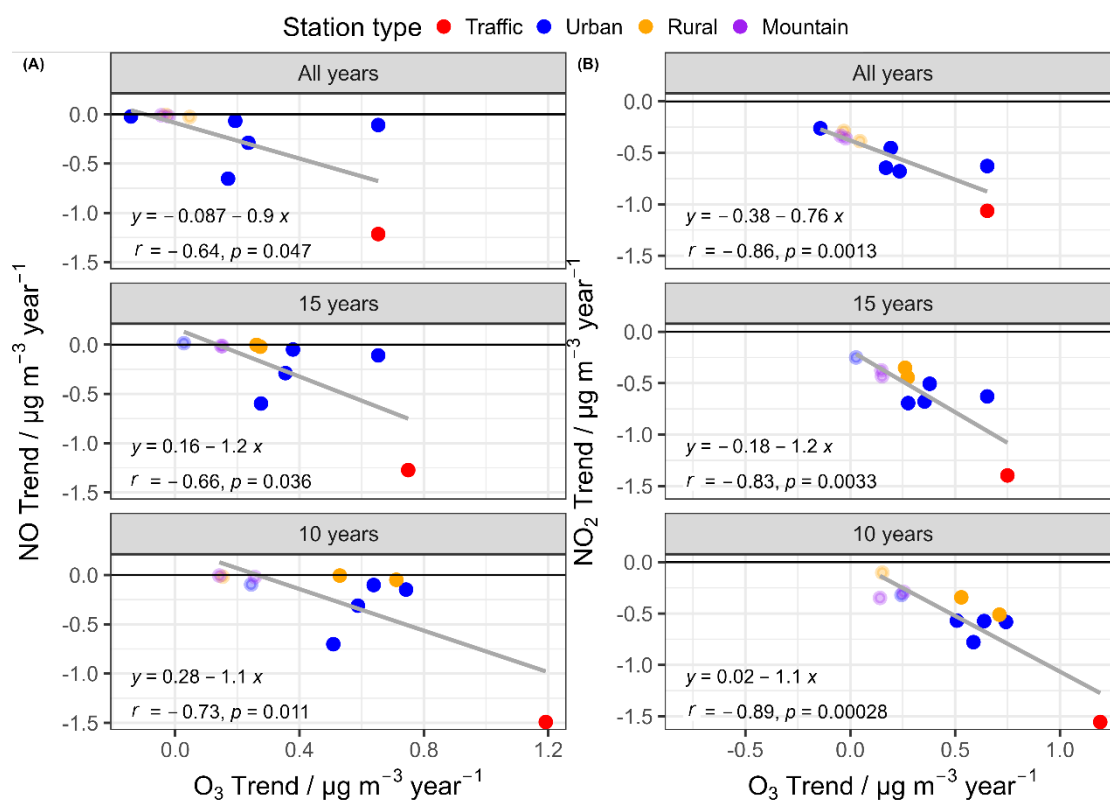 Station type Traffic Urban Rural Mountain
(A)
All years
0.0
-0.5
-1.0
-1.5
y = −0.087 − 0.9 x
r = −0.64, p = 0.047
15 years
0.0
-0.5
-1.0
-1.5
y = 0.16 − 1.2 x
r = −0.66, p = 0.036
10 years
0.0
-0.5
-1.0
-1.5
y = 0.28 − 1.1 x
r = −0.73, p = 0.011
0.0 0.4 0.8 1.2
O₃ Trend / µg m⁻³ year⁻¹
NO Trend / µg m⁻³ year⁻¹
(B)
All years
0.0
-0.5
-1.0
-1.5
y = −0.38 − 0.76 x
r = −0.86, p = 0.0013
15 years
0.0
-0.5
-1.0
-1.5
y = −0.18 − 1.2 x
r = −0.83, p = 0.0033
10 years
0.0
-0.5
-1.0
-1.5
y = 0.02 − 1.1 x
r = −0.89, p = 0.00028
-0.5 0.0 0.5 1.0
O₃ Trend / µg m⁻³ year⁻¹
NO₂ Trend / µg m⁻³ year⁻¹